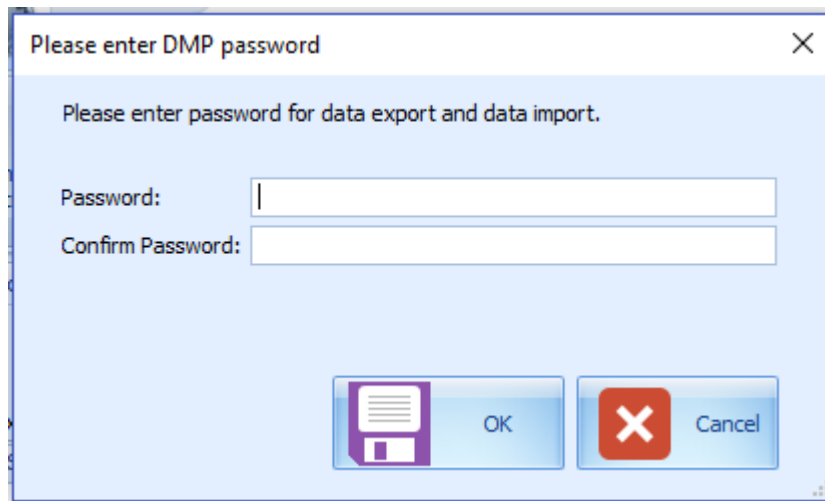 Please enter DMP password
Please enter password for data export and data import.
Password:
Confirm Password:
OK
Cancel